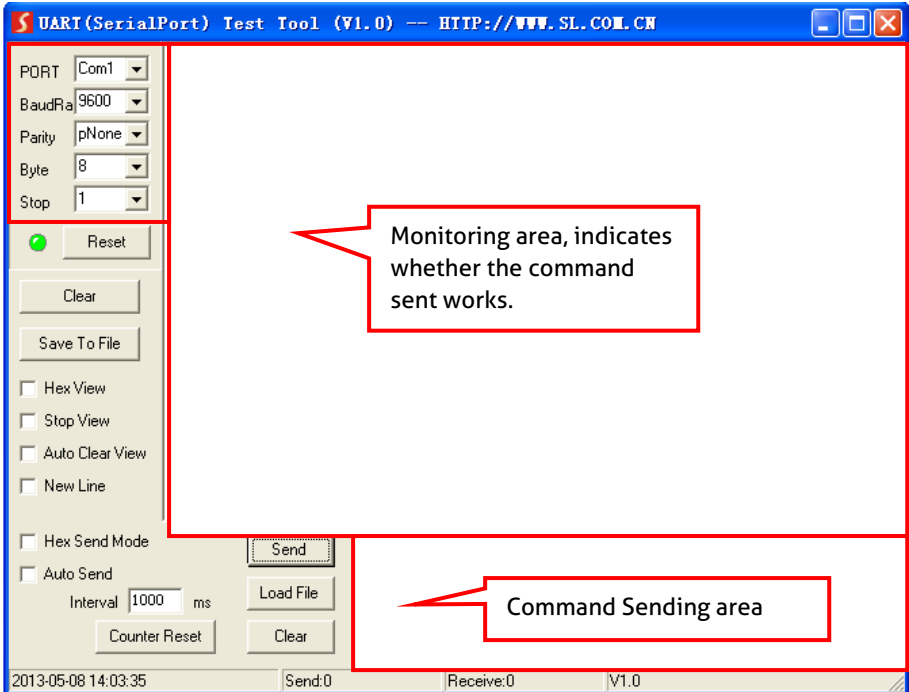 UART(SerialPort) Test Tool (V1.0) -- HTTP://WWW.SL.COM.CN
PORT Com1
BaudRa 9600
Parity pNone
Byte 8
Stop 1
Reset
Clear
Save To File
Hex View
Stop View
Auto Clear View
New Line
Monitoring area, indicates
whether the command
sent works.
Hex Send Mode
Send
Auto Send
Interval 1000 ms
Load File
Counter Reset
Clear
Command Sending area
2013-05-08 14:03:35 Send:0 Receive:0 V1.0